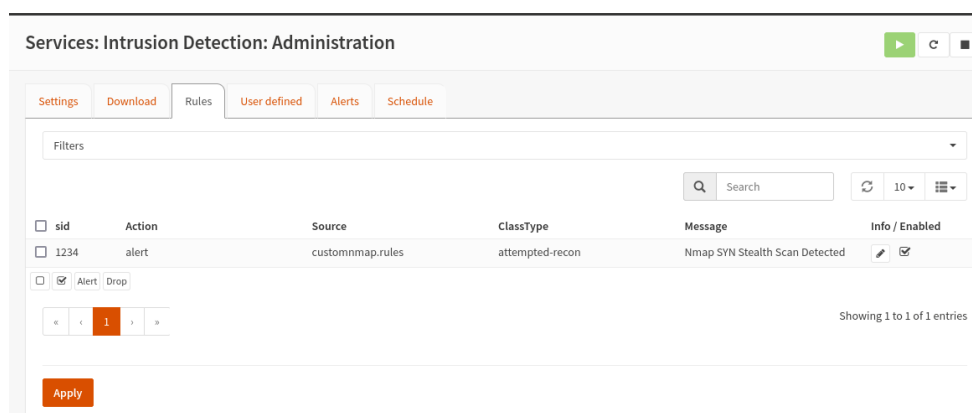 Services: Intrusion Detection: Administration
Settings Download Rules User defined Alerts Schedule
Filters
Search 10
sid Action Source ClassType Message Info / Enabled
1234 alert customnmap.rules attempted-recon Nmap SYN Stealth Scan Detected
Alert Drop
« ‹ 1 › »
Showing 1 to 1 of 1 entries
Apply